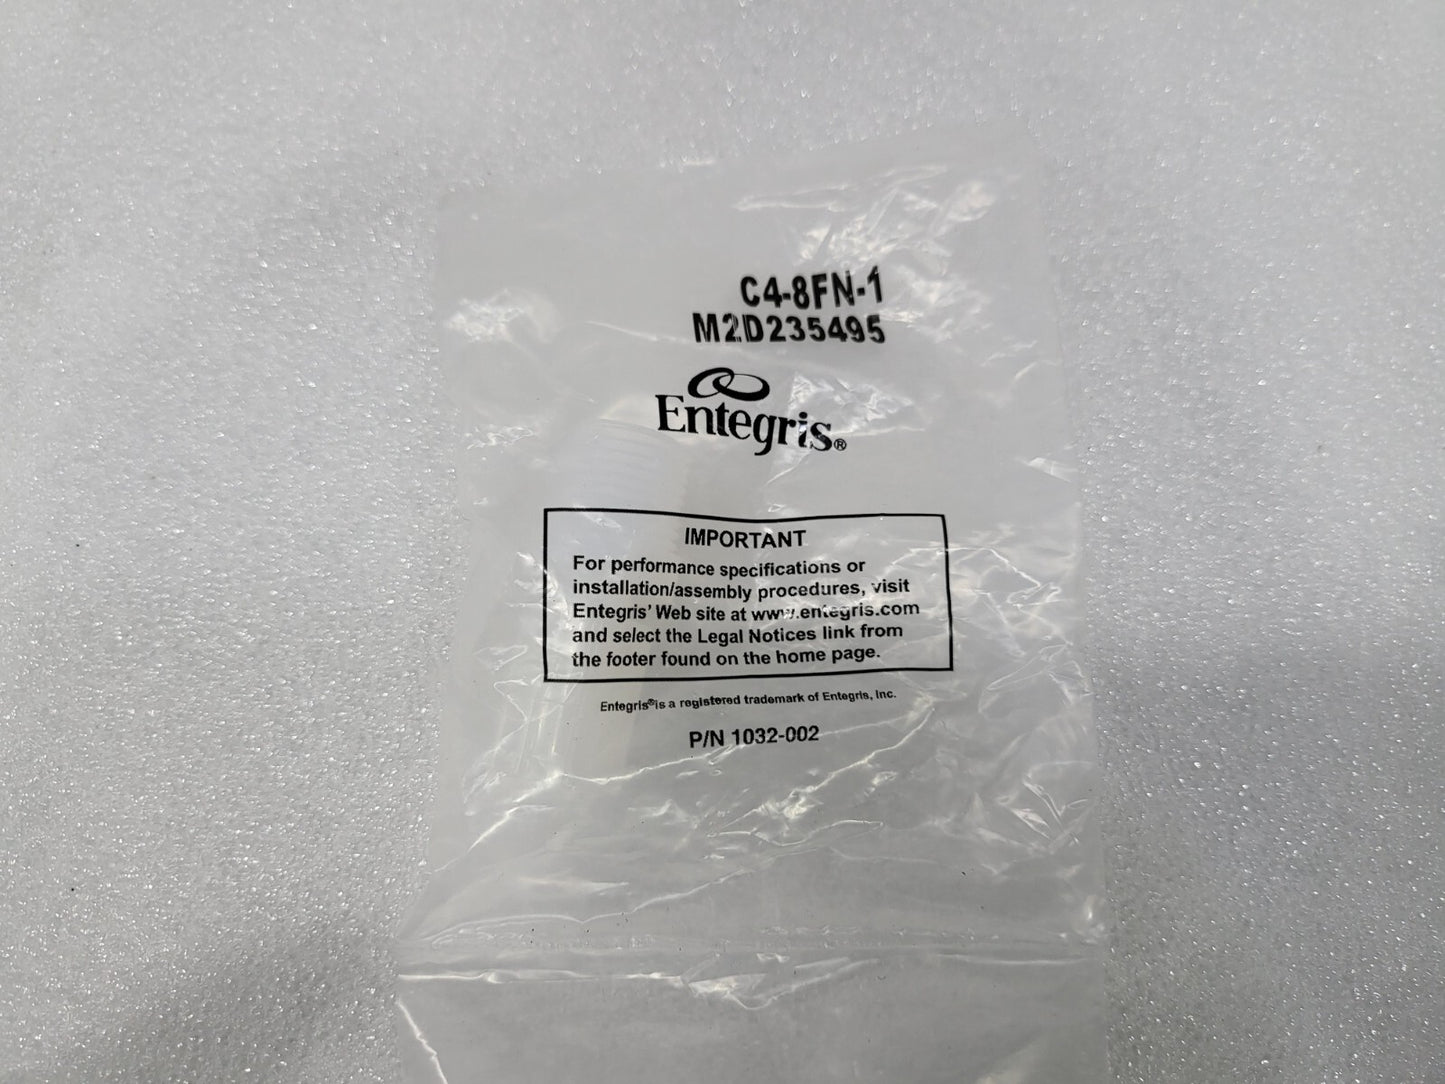 C4-8FN-1
M2D235495
Entegris®
IMPORTANT
For performance specifications or
installation/assembly procedures, visit
Entegris' Web site at www.entegris.com
and select the Legal Notices link from
the footer found on the home page.
Entegris® is a registered trademark of Entegris, Inc.
P/N 1032-002